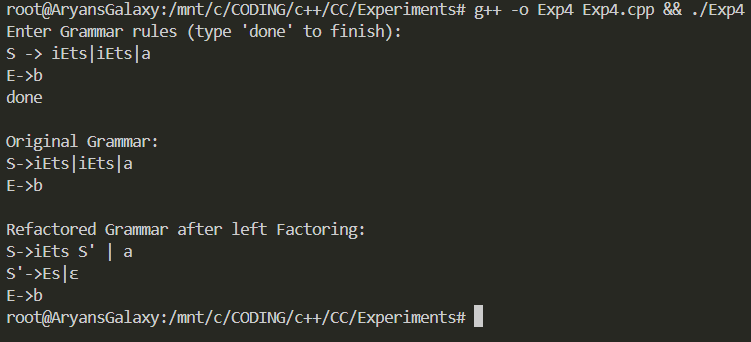 root@AryansGalaxy:/mnt/c/CODING/c++/CC/Experiments# g++ -o Exp4 Exp4.cpp && ./Exp4
Enter Grammar rules (type 'done' to finish):
S -> iEts|iEts|a
E->b
done
Original Grammar:
S->iEts|iEts|a
E->b
Refactored Grammar after left Factoring:
S->iEts S' | a
S'->Es|ε
E->b
root@AryansGalaxy:/mnt/c/CODING/c++/CC/Experiments#